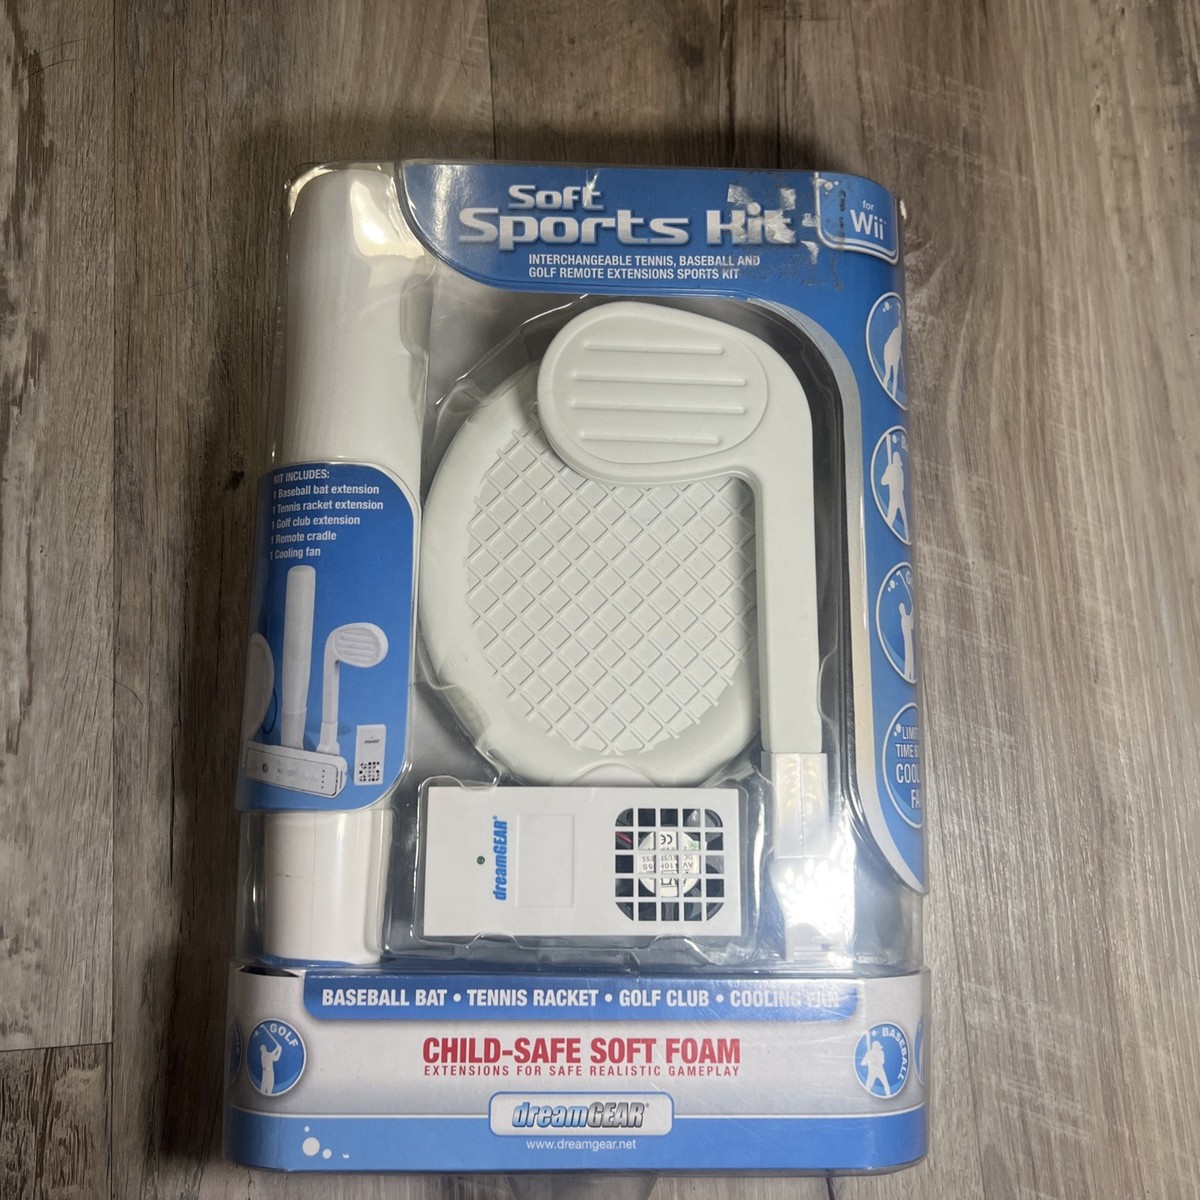 Soft
Sports Kit
for
Wii
INTERCHANGEABLE TENNIS, BASEBALL AND
GOLF REMOTE EXTENSIONS SPORTS KIT
KIT INCLUDES:
1 Baseball bat extension
1 Tennis racket extension
1 Golf club extension
1 Remote cradle
1 Cooling fan
dreamGEAR®
CE
BASEBALL BAT • TENNIS RACKET • GOLF CLUB • COOLING FAN
GOLF
BASEBALL
CHILD-SAFE SOFT FOAM
EXTENSIONS FOR SAFE REALISTIC GAMEPLAY
dreamGEAR®
www.dreamgear.net